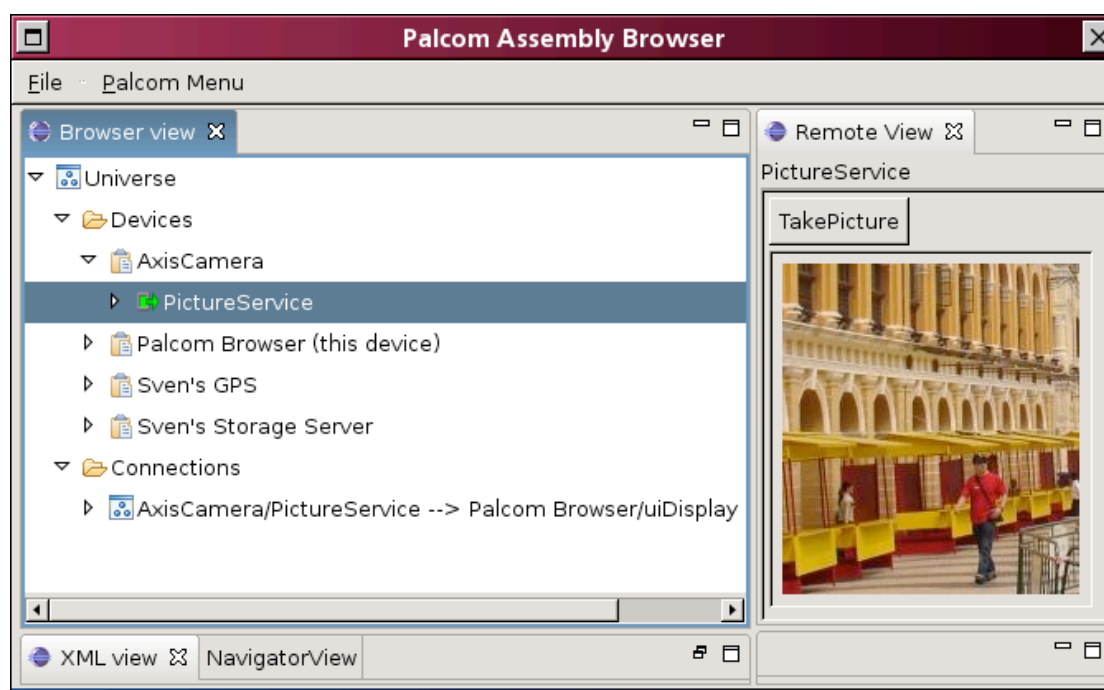 Palcom Assembly Browser
File Palcom Menu
Browser view
Universe
Devices
AxisCamera
PictureService
Palcom Browser (this device)
Sven's GPS
Sven's Storage Server
Connections
AxisCamera/PictureService --> Palcom Browser/uiDisplay
XML view NavigatorView
Remote View
PictureService
TakePicture